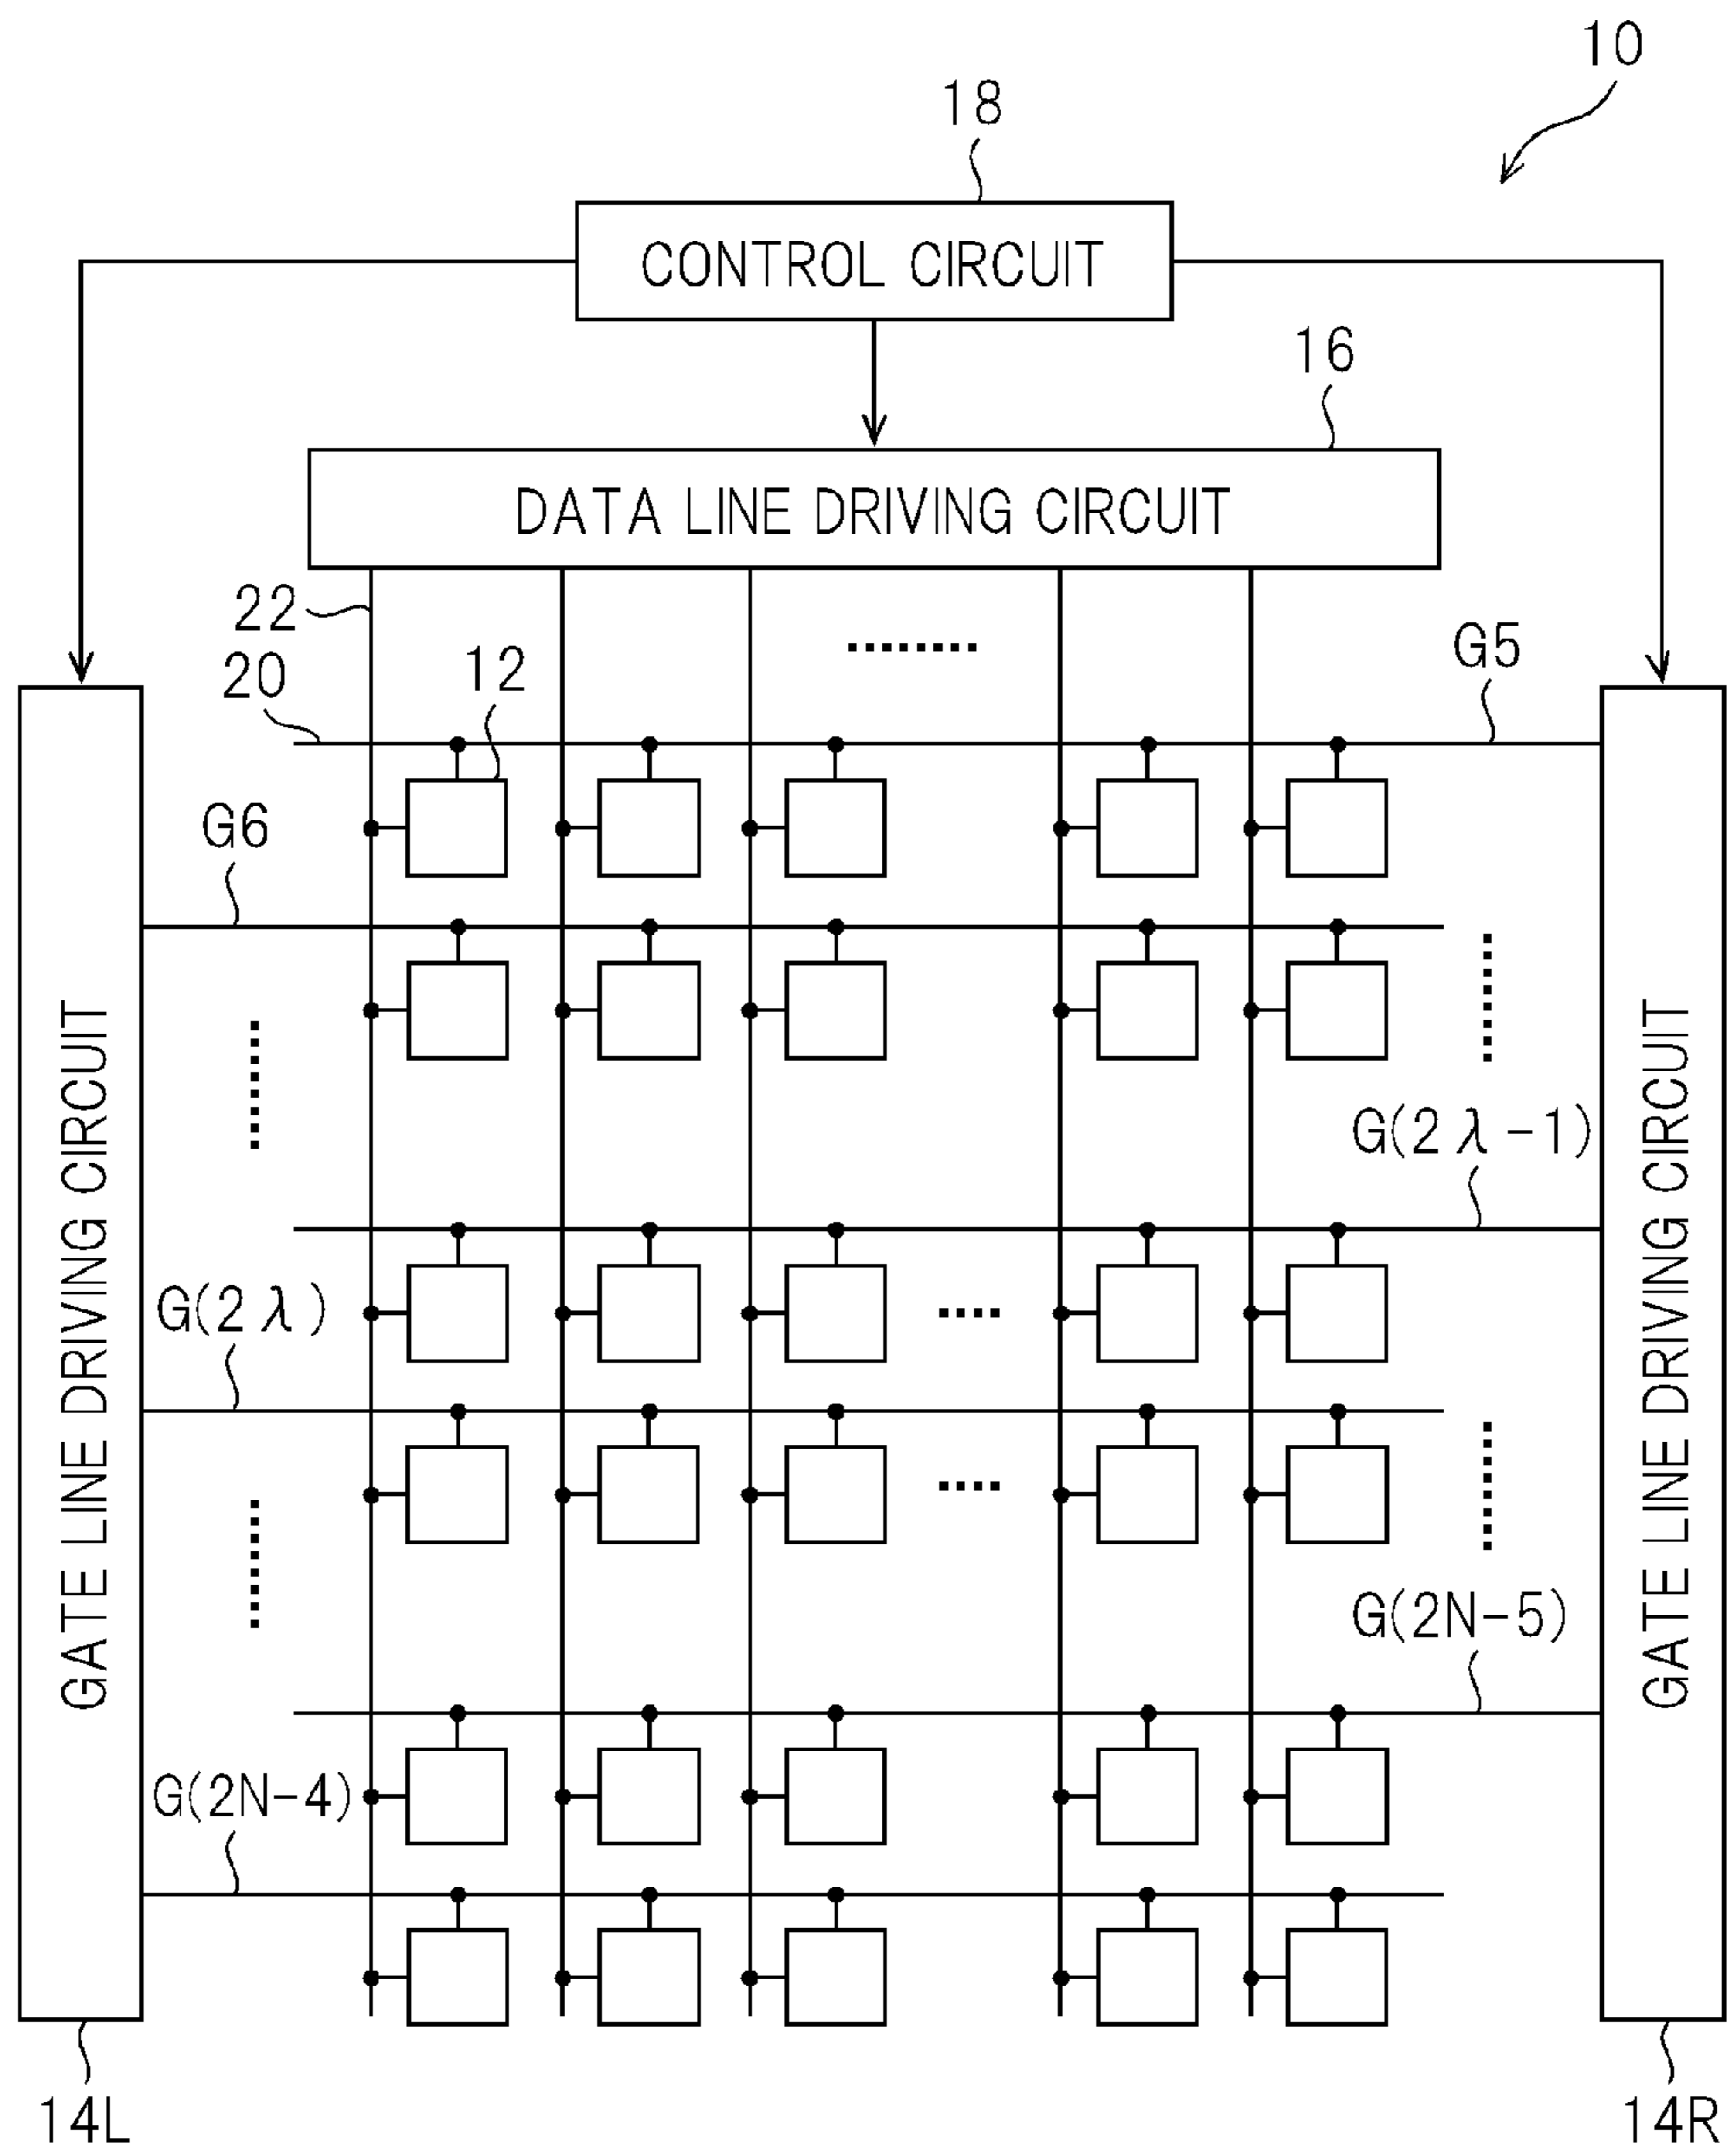 10
18
CONTROL CIRCUIT
16
DATA LINE DRIVING CIRCUIT
22
20
12
G5
G6
G(2λ-1)
G(2λ)
G(2N-5)
G(2N-4)
GATE LINE DRIVING CIRCUIT
GATE LINE DRIVING CIRCUIT
14L
14R